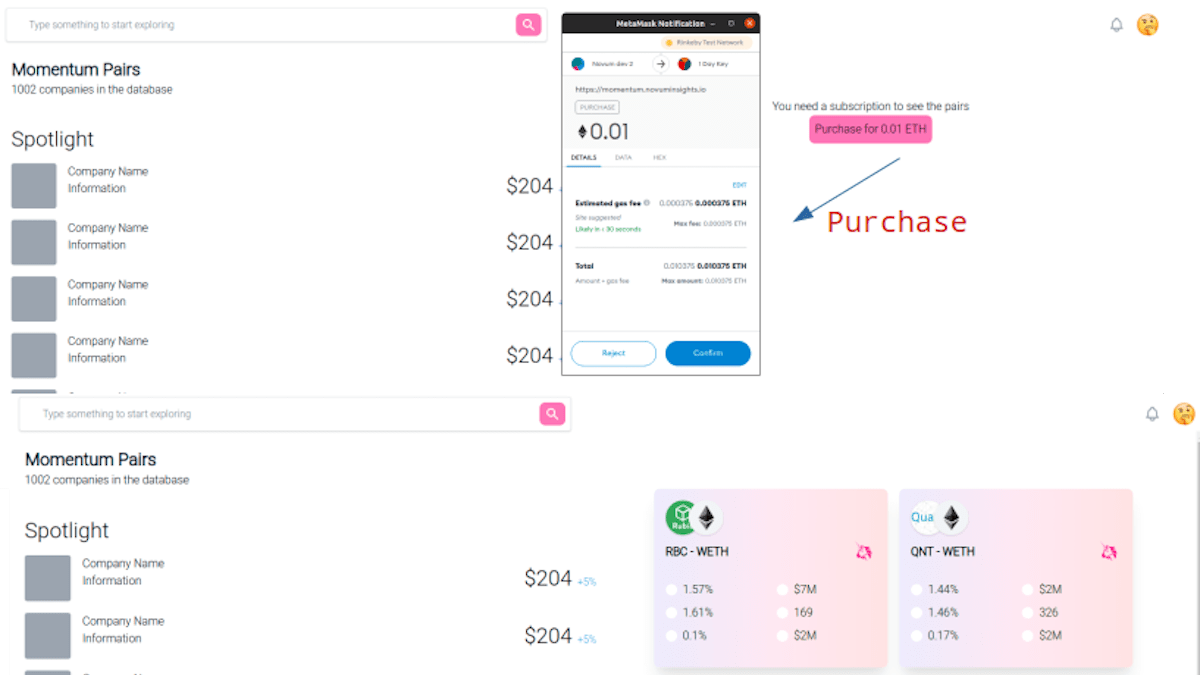 Type something to start exploring
Momentum Pairs
1002 companies in the database
Spotlight
Company Name
Information
$204
Company Name
Information
$204
Company Name
Information
$204
Company Name
Information
$204
MetaMask Notification
Rinkeby Test Network
Novum dev 2
1 Day Key
https://momentum.novuminsights.io
PURCHASE
0.01
DETAILS DATA HEX
EDIT
Estimated gas fee 0.000375 0.000375 ETH
Site suggested
Max fee: 0.000375 ETH
Likely in < 30 seconds
Total 0.010375 0.010375 ETH
Amount + gas fee Max amount: 0.010375 ETH
Reject Confirm
You need a subscription to see the pairs
Purchase for 0.01 ETH
Purchase
Type something to start exploring
Momentum Pairs
1002 companies in the database
Spotlight
Company Name
Information
$204 +5%
Company Name
Information
$204 +5%
RBC - WETH
1.57% $7M
1.61% 169
0.1% $2M
Qua
QNT - WETH
1.44% $2M
1.46% 326
0.17% $2M